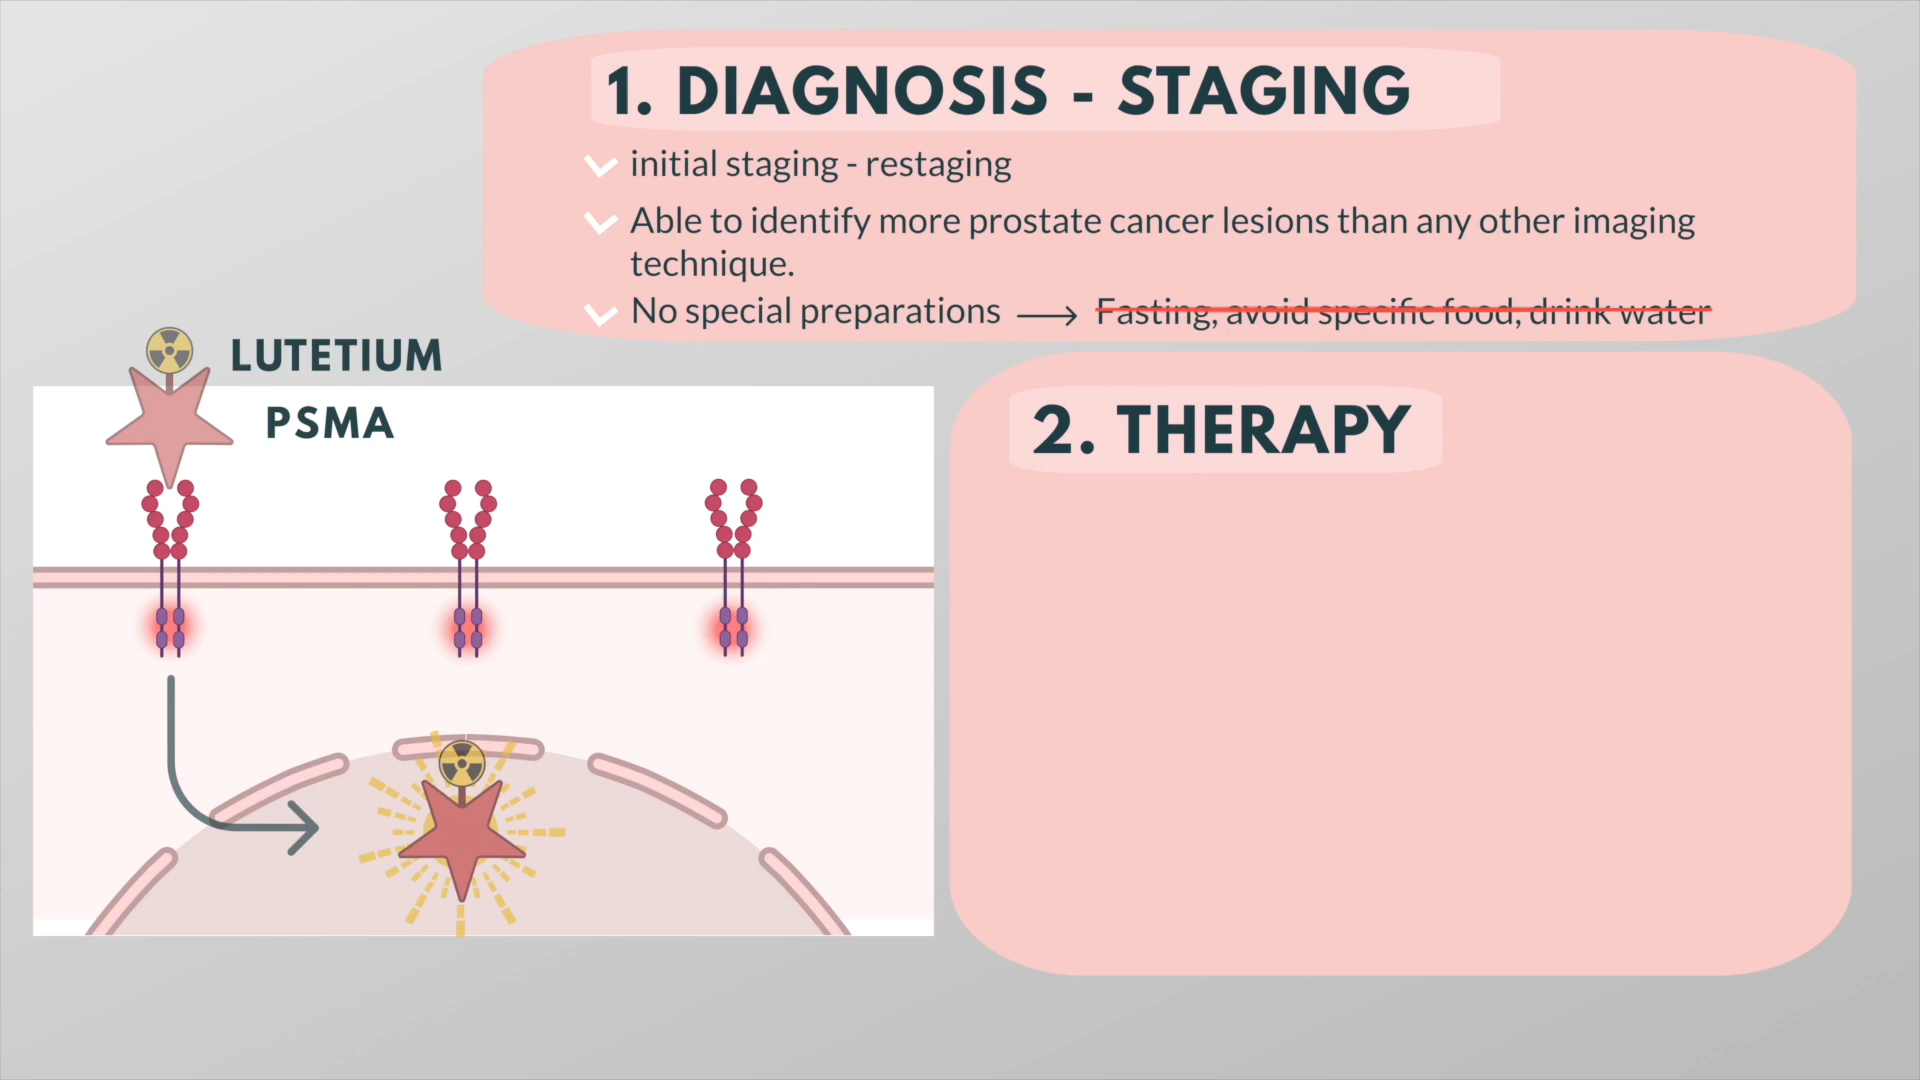 1. DIAGNOSIS - STAGING
initial staging - restaging
Able to identify more prostate cancer lesions than any other imaging
technique.
No special preparations → Fasting, avoid specific food, drink water
LUTETIUM
PSMA
2. THERAPY